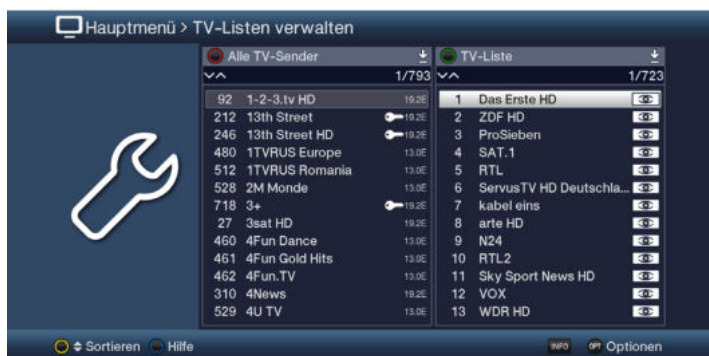 Hauptmenü > TV-Listen verwalten
Alle TV-Sender
1/793
92 1-2-3.tv HD 19.2E
212 13th Street 19.2E
246 13th Street HD 19.2E
480 1TVRUS Europe 13.0E
512 1TVRUS Romania 13.0E
528 2M Monde 13.0E
718 3+ 19.2E
27 3sat HD 19.2E
460 4Fun Dance 13.0E
461 4Fun Gold Hits 13.0E
462 4Fun.TV 13.0E
310 4News 19.2E
529 4U TV 13.0E
TV-Liste
1/723
1 Das Erste HD
2 ZDF HD
3 ProSieben
4 SAT.1
5 RTL
6 ServusTV HD Deutschla...
7 kabel eins
8 arte HD
9 N24
10 RTL2
11 Sky Sport News HD
12 VOX
13 WDR HD
Sortieren Hilfe INFO OPT Optionen